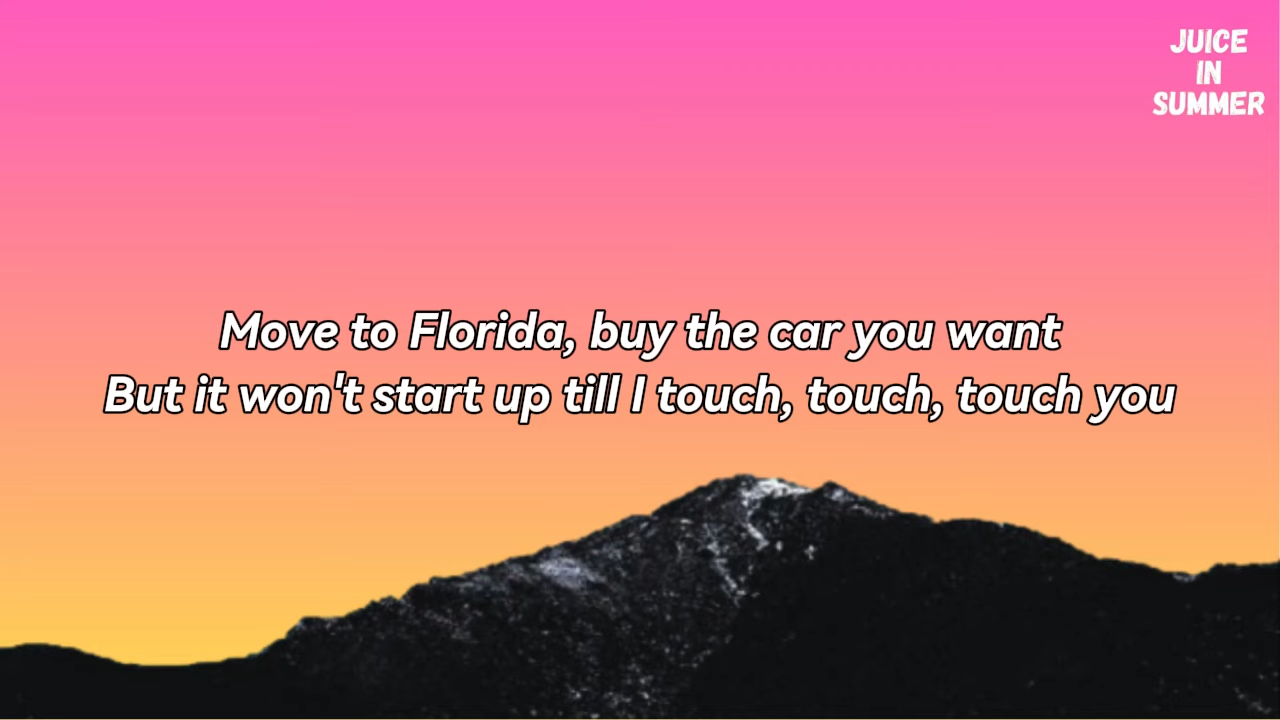 JUICE
IN
SUMMER
Move to Florida, buy the car you want
But it won't start up till I touch, touch, touch you